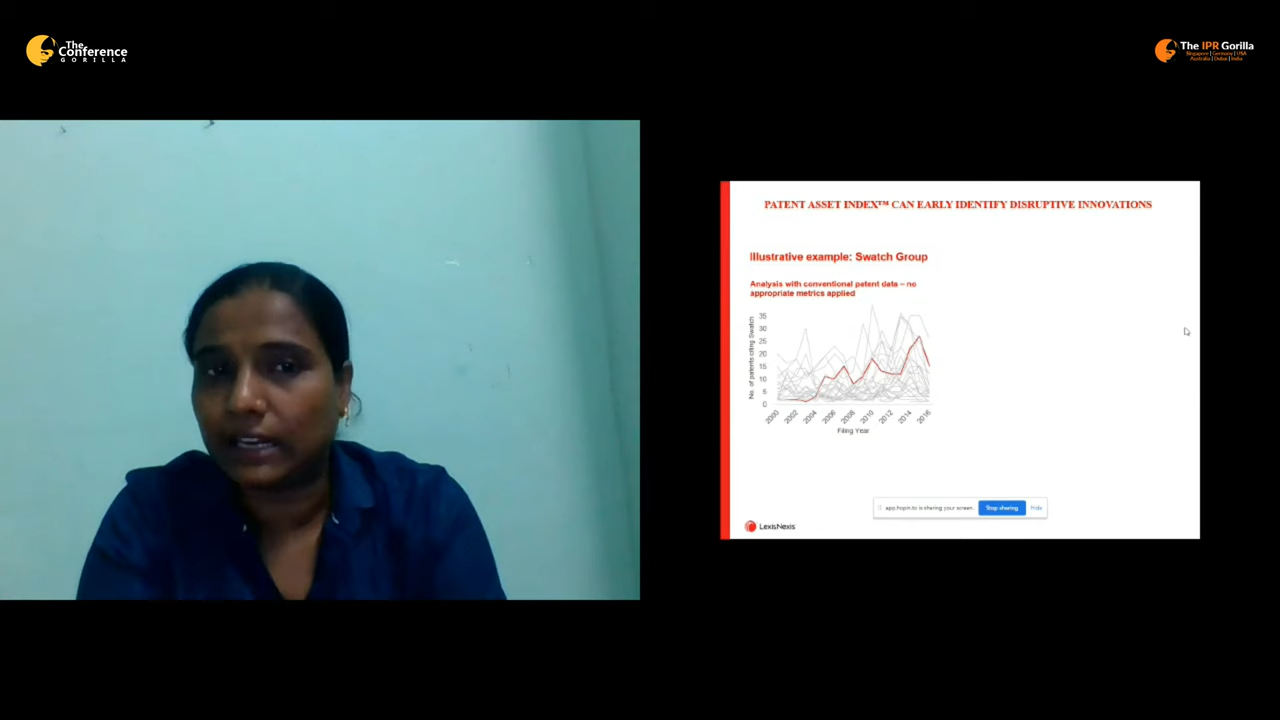 The
Conference
GORILLA
The IPR Gorilla
Singapore | Germany | USA
Australia | Dubai | India
PATENT ASSET INDEX™ CAN EARLY IDENTIFY DISRUPTIVE INNOVATIONS
Illustrative example: Swatch Group
Analysis with conventional patent data – no
appropriate metrics applied
No. of patents citing Swatch
35
30
25
20
15
10
5
0
2000
2002
2004
2006
2008
2010
2012
2014
2016
Filing Year
app.hopin.to is sharing your screen.
Stop sharing
Hide
LexisNexis